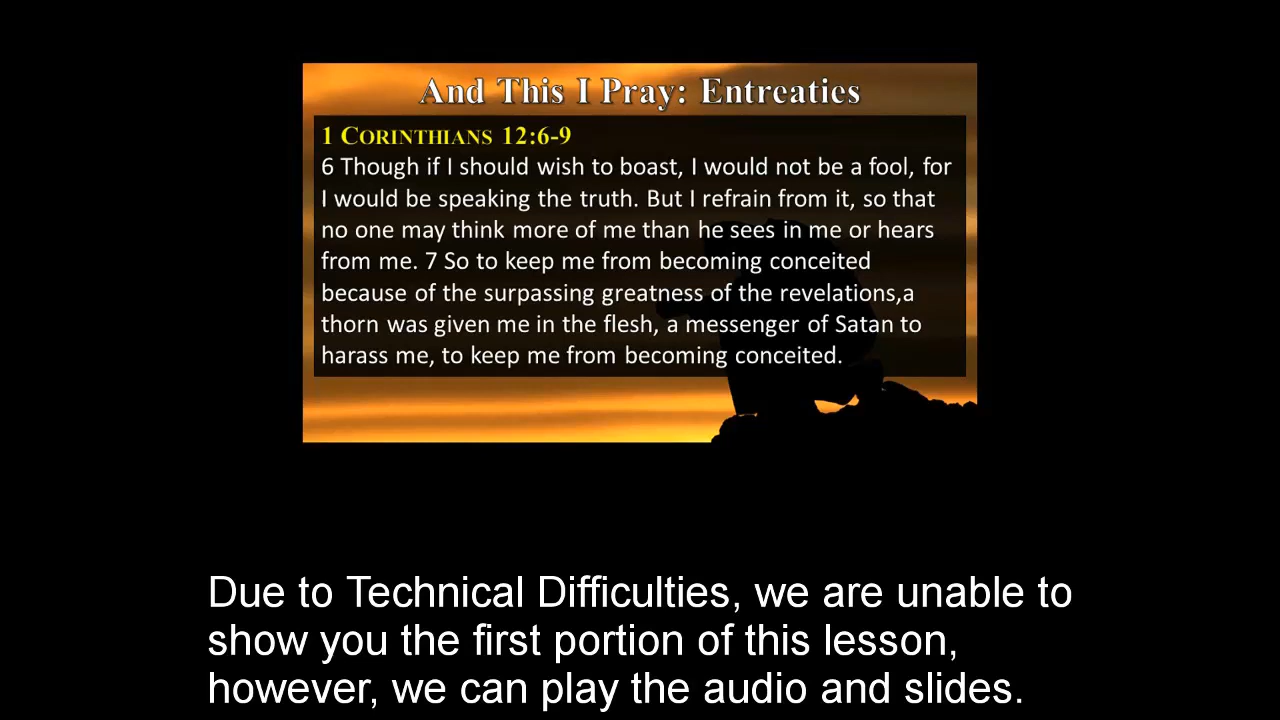 And This I Pray: Entreaties
1 CORINTHIANS 12:6-9
6 Though if I should wish to boast, I would not be a fool, for
I would be speaking the truth. But I refrain from it, so that
no one may think more of me than he sees in me or hears
from me. 7 So to keep me from becoming conceited
because of the surpassing greatness of the revelations,a
thorn was given me in the flesh, a messenger of Satan to
harass me, to keep me from becoming conceited.
Due to Technical Difficulties, we are unable to
show you the first portion of this lesson,
however, we can play the audio and slides.